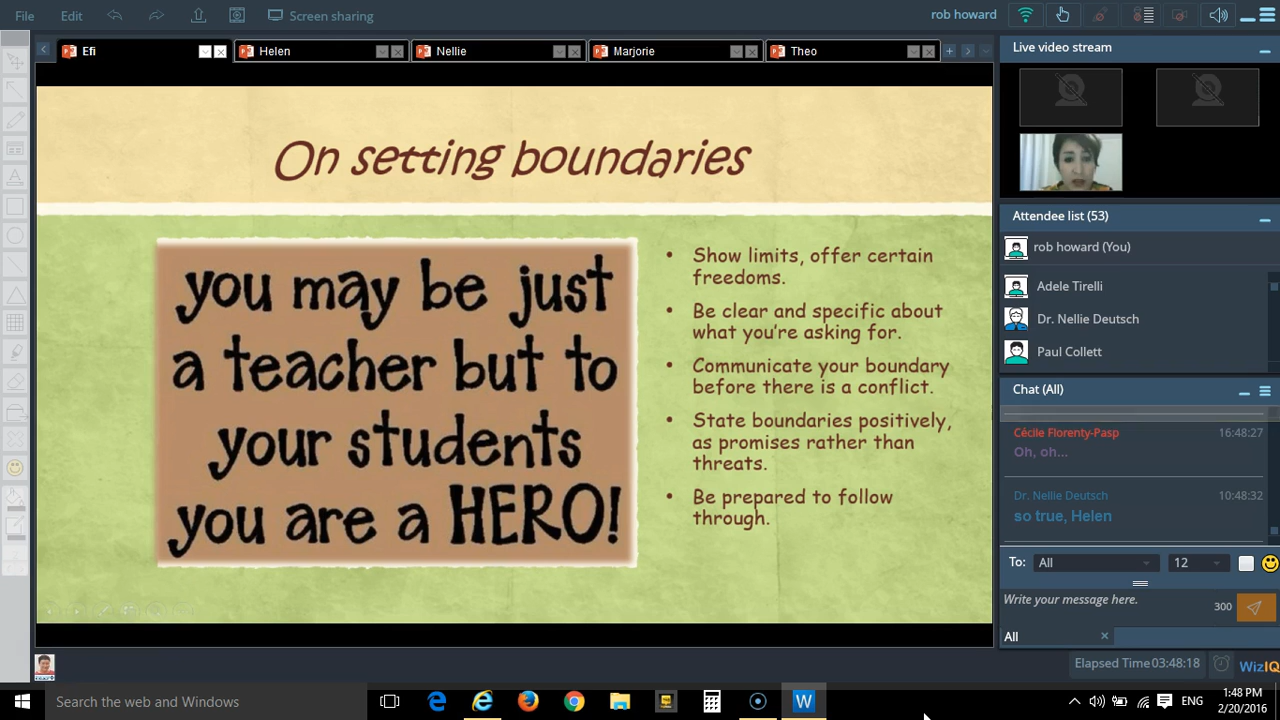 File
Edit
Screen sharing
rob howard
Efi
Helen
Nellie
Marjorie
Theo
On setting boundaries
you may be just
a teacher but to
your students
you are a HERO!
• Show limits, offer certain
freedoms.
• Be clear and specific about
what you're asking for.
• Communicate your boundary
before there is a conflict.
• State boundaries positively,
as promises rather than
threats.
• Be prepared to follow
through.
Live video stream
Attendee list (53)
rob howard (You)
Adele Tirelli
Dr. Nellie Deutsch
Paul Collett
Chat (All)
Cécile Florenty-Pasp 16:48:27
Oh, oh...
Dr. Nellie Deutsch 10:48:32
so true, Helen
To: All 12
Write your message here. 300
All
Elapsed Time 03:48:18
WizIQ
Search the web and Windows
ENG
1:48 PM
2/20/2016